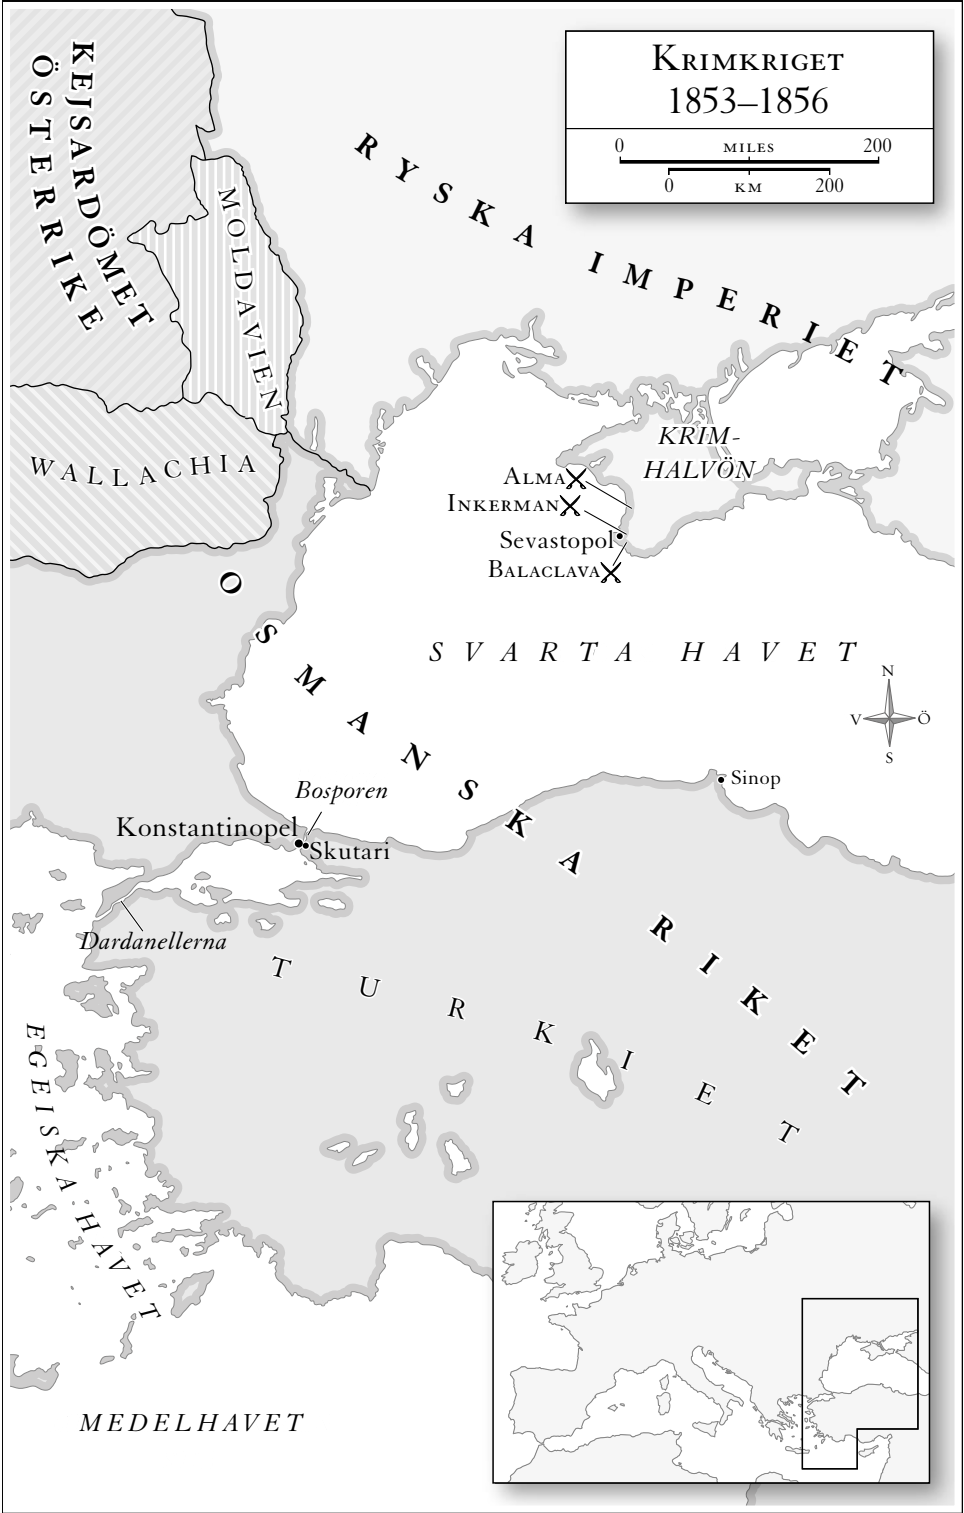 KRIMKRIGET
1853–1856
0 MILES 200
0 KM 200
KEJSARDÖMET
ÖSTERRIKE
MOLDAVIEN
RYSKA IMPERIET
WALLACHIA
KRIM-
HALVÖN
ALMA
INKERMAN
Sevastopol
BALACLAVA
OSMANSKA RIKET
SVARTA HAVET
N
V Ö
S
Sinop
Bosporen
Konstantinopel
Skutari
Dardanellerna
TURKIET
EGEISKA HAVET
MEDELHAVET